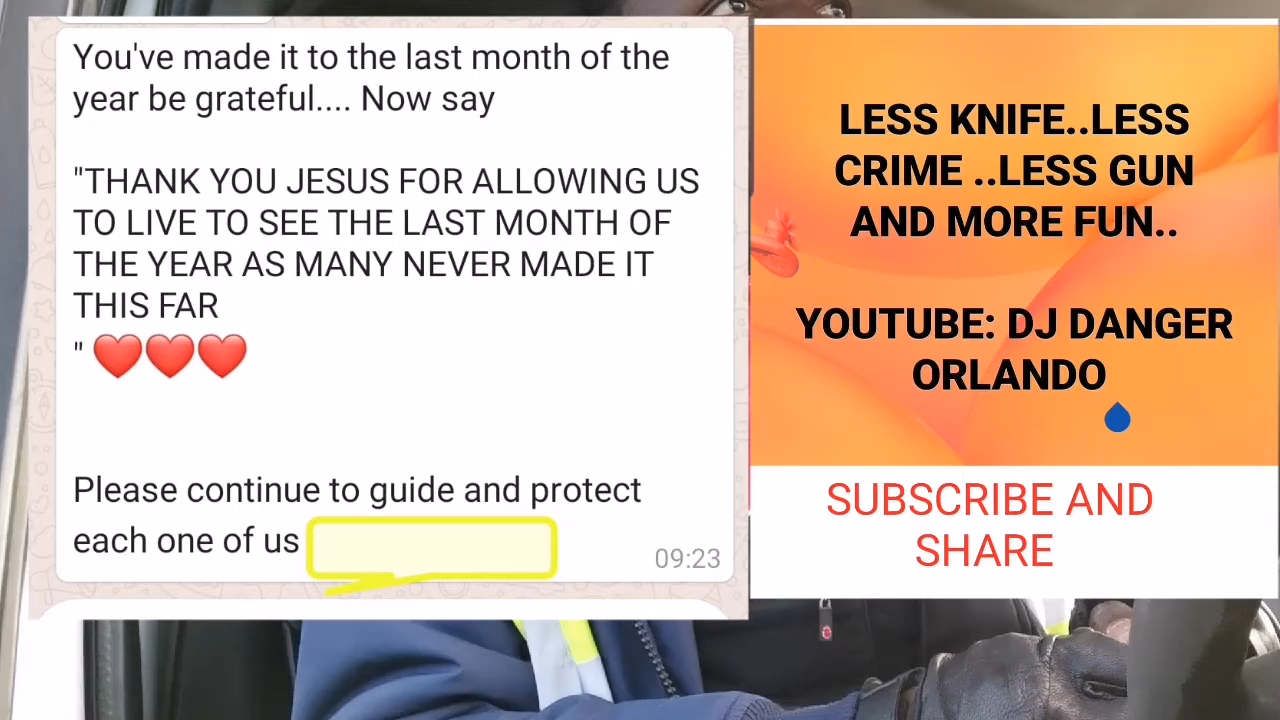 You've made it to the last month of the
year be grateful.... Now say
"THANK YOU JESUS FOR ALLOWING US
TO LIVE TO SEE THE LAST MONTH OF
THE YEAR AS MANY NEVER MADE IT
THIS FAR
" ❤️❤️❤️
Please continue to guide and protect
each one of us
09:23
LESS KNIFE..LESS
CRIME ..LESS GUN
AND MORE FUN..
YOUTUBE: DJ DANGER
ORLANDO
SUBSCRIBE AND
SHARE